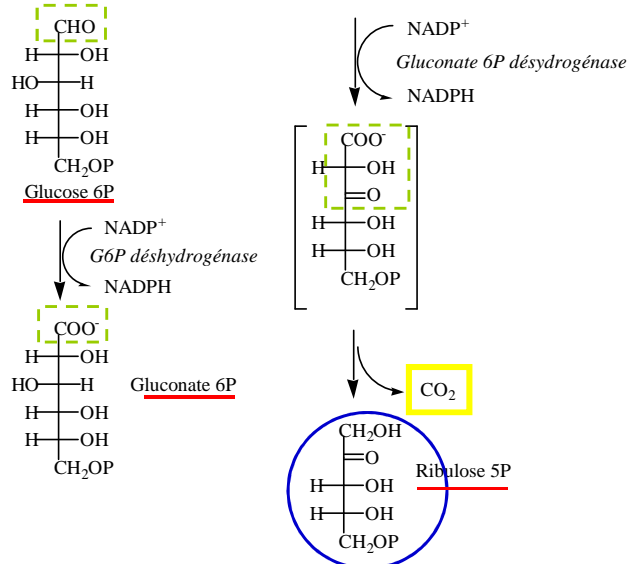 CHO
H OH
HO H
H OH
H OH
CH2OP
Glucose 6P
NADP+
G6P déshydrogénase
NADPH
COO-
H OH
HO H
H OH
H OH
CH2OP
Gluconate 6P
NADP+
Gluconate 6P désydrogénase
NADPH
COO-
H OH
O
H OH
H OH
CH2OP
CO2
CH2OH
O
H OH
H OH
CH2OP
Ribulose 5P